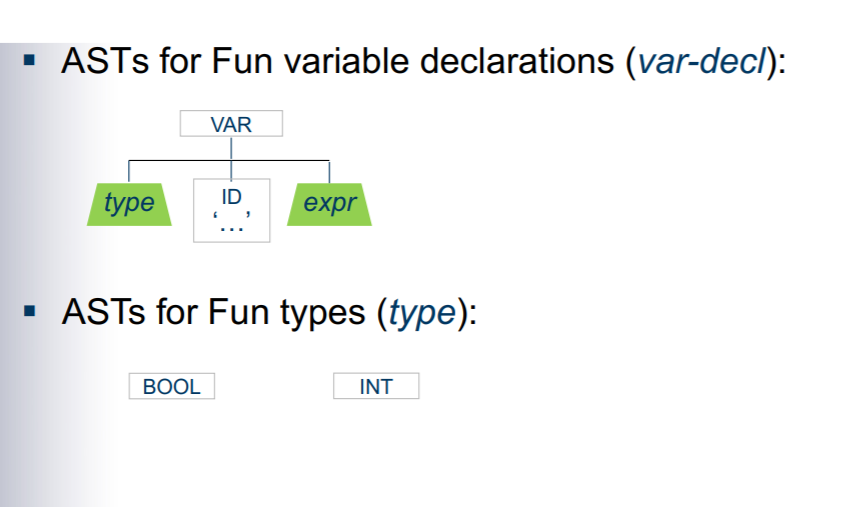 ▪ ASTs for Fun variable declarations (var-decl):
VAR
type
ID
‘…’
expr
▪ ASTs for Fun types (type):
BOOL
INT